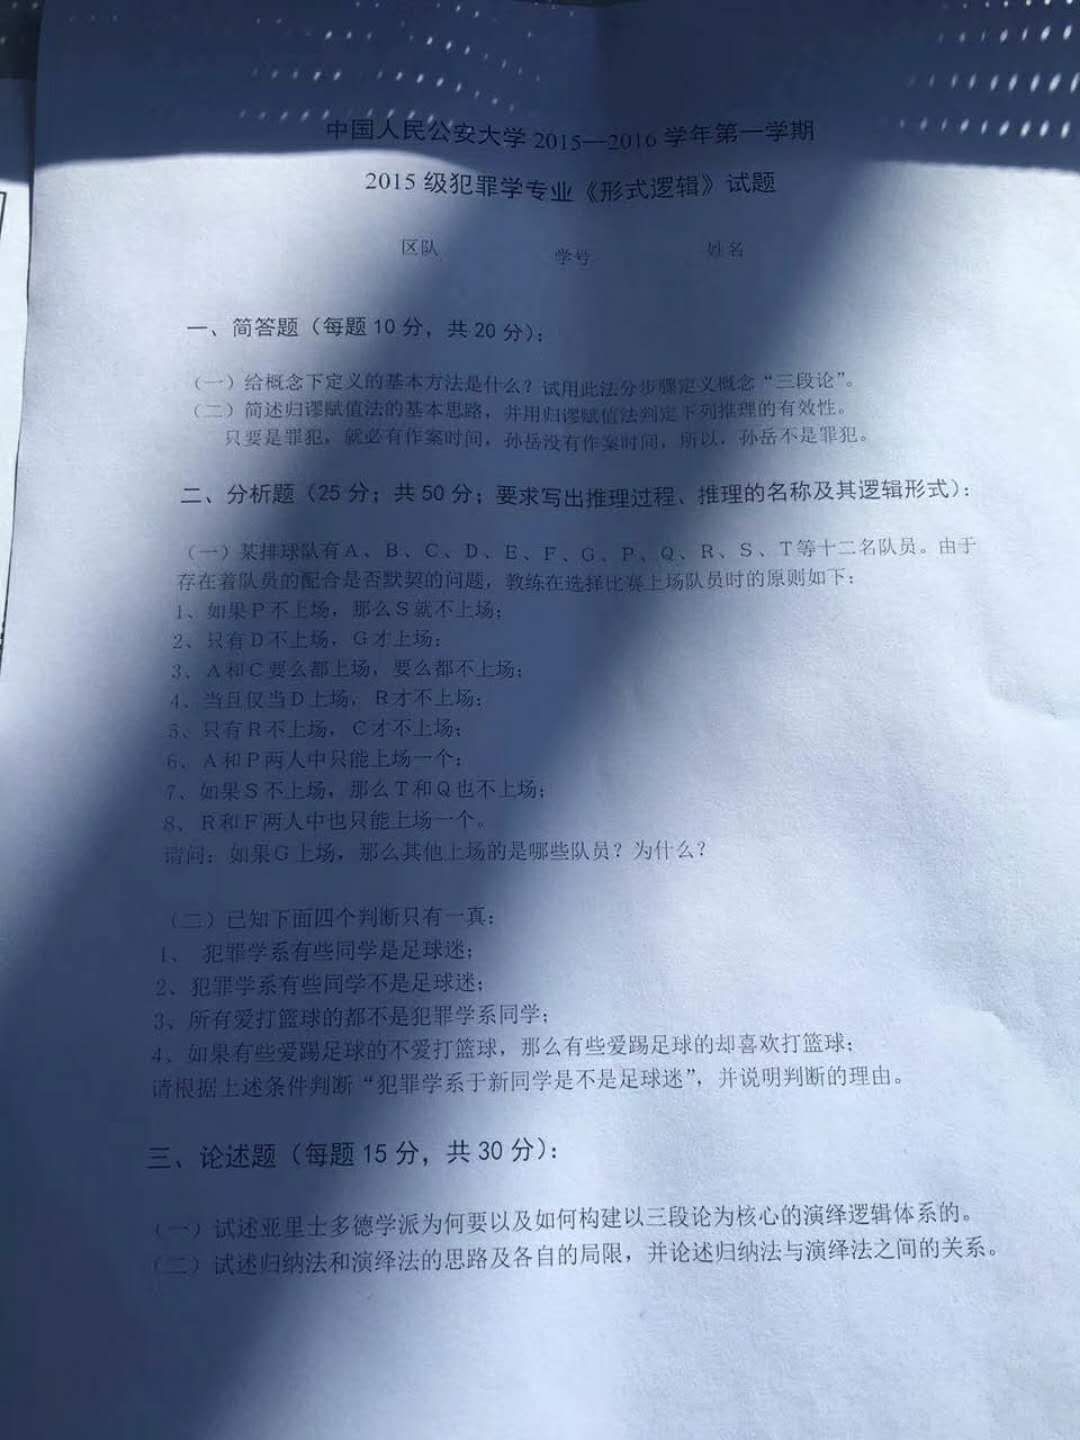 中国人民公安大学 2015—2016 学年第一学期
2015 级犯罪学专业《形式逻辑》试题
区队 学号 姓名
一、简答题（每题 10 分，共 20 分）：
（一）给概念下定义的基本方法是什么？试用此法分步骤定义概念“三段论”。
（二）简述归谬赋值法的基本思路，并用归谬赋值法判定下列推理的有效性。
只要是罪犯，就必有作案时间，孙岳没有作案时间，所以，孙岳不是罪犯。
二、分析题（25 分；共 50 分；要求写出推理过程、推理的名称及其逻辑形式）：
（一）某排球队有A、B、C、D、E、F、G、P、Q、R、S、T等十二名队员。由于
存在着队员的配合是否默契的问题，教练在选择比赛上场队员时的原则如下：
1、如果P不上场，那么S就不上场；
2、只有D不上场，G才上场；
3、A和C要么都上场，要么都不上场；
4、当且仅当D上场，R才不上场；
5、只有R不上场，C才不上场；
6、A和P两人中只能上场一个；
7、如果S不上场，那么T和Q也不上场；
8、R和F两人中也只能上场一个。
请问：如果G上场，那么其他上场的是哪些队员？为什么？
（二）已知下面四个判断只有一真：
1、 犯罪学系有些同学是足球迷；
2、犯罪学系有些同学不是足球迷；
3、所有爱打篮球的都不是犯罪学系同学；
4、如果有些爱踢足球的不爱打篮球，那么有些爱踢足球的却喜欢打篮球；
请根据上述条件判断“犯罪学系于新同学是不是足球迷”，并说明判断的理由。
三、论述题（每题 15 分，共 30 分）：
（一）试述亚里士多德学派为何要以及如何构建以三段论为核心的演绎逻辑体系的。
（二）试述归纳法和演绎法的思路及各自的局限，并论述归纳法与演绎法之间的关系。